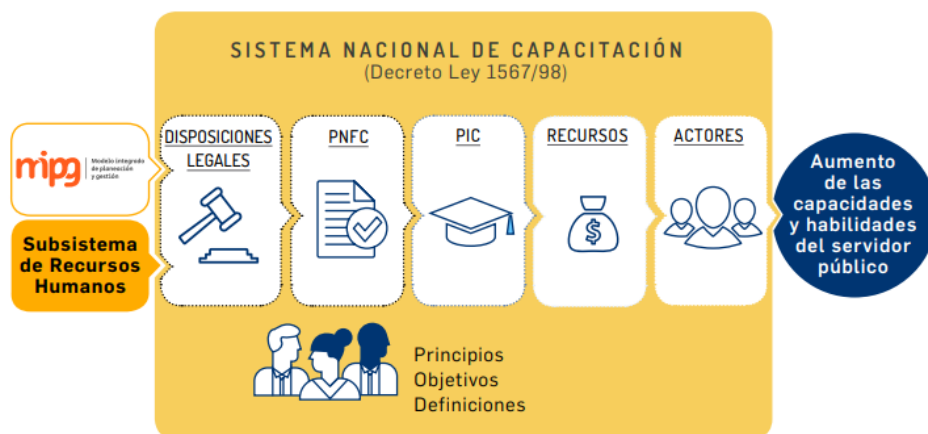 SISTEMA NACIONAL DE CAPACITACIÓN
(Decreto Ley 1567/98)
mipg
Modelo integrado
de planeación
y gestión
Subsistema
de Recursos
Humanos
DISPOSICIONES
LEGALES
PNFC
PIC
RECURSOS
$
ACTORES
Aumento
de las
capacidades
y habilidades
del servidor
público
Principios
Objetivos
Definiciones